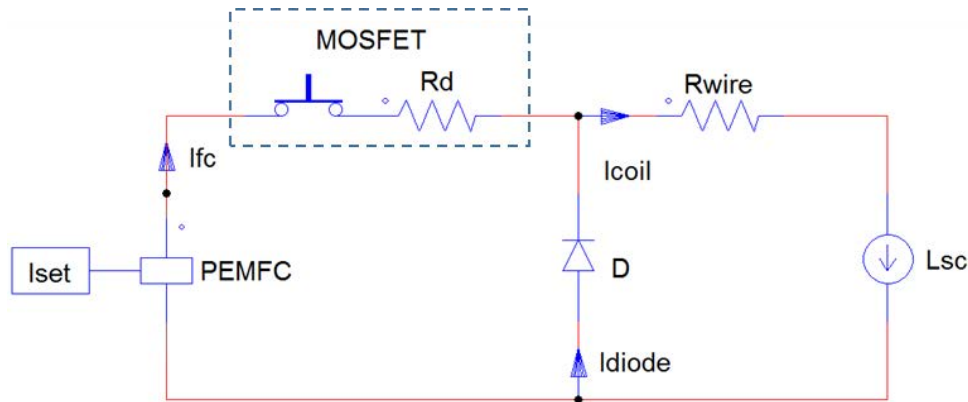 MOSFET
Rd
Rwire
Ifc
Icoil
Iset
PEMFC
D
Lsc
Idiode